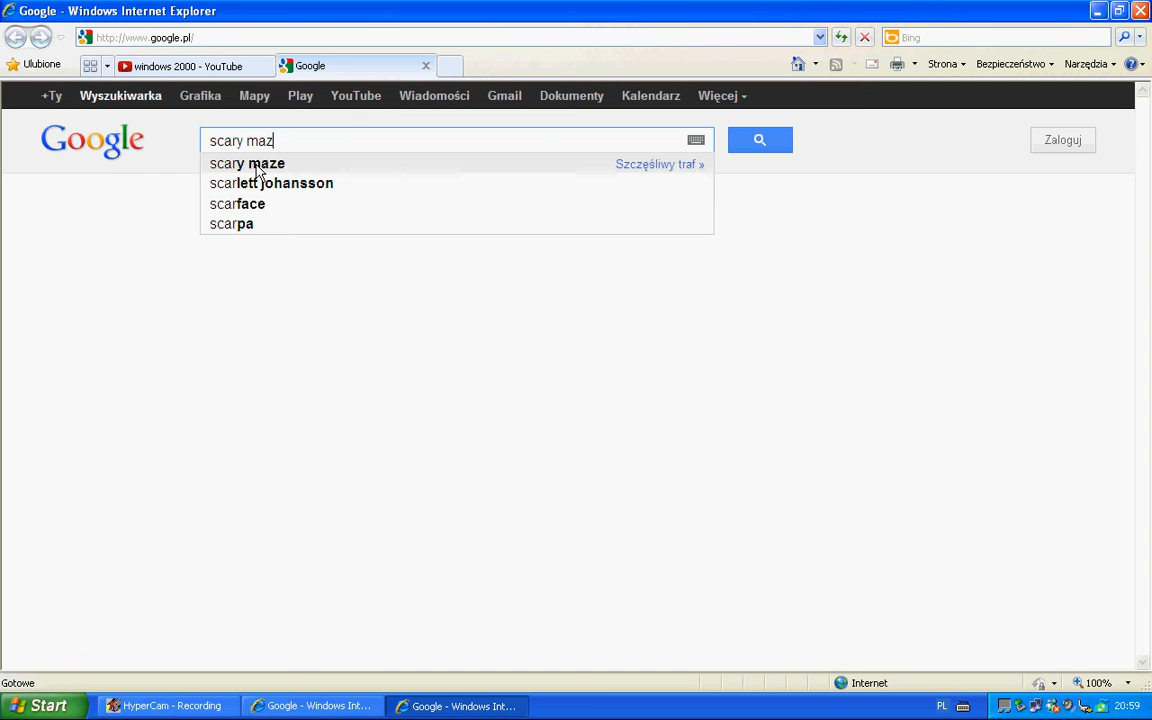 Google - Windows Internet Explorer
http://www.google.pl/
Bing
Ulubione
windows 2000 - YouTube
Google
Strona
Bezpieczeństwo
Narzędzia
+Ty Wyszukiwarka Grafika Mapy Play YouTube Wiadomości Gmail Dokumenty Kalendarz Więcej
Google
scary maz
Zaloguj
scary maze
Szczęśliwy traf »
scarlett johansson
scarface
scarpa
Gotowe
Internet
100%
Start
HyperCam - Recording
Google - Windows Int...
Google - Windows Int...
PL
20:59